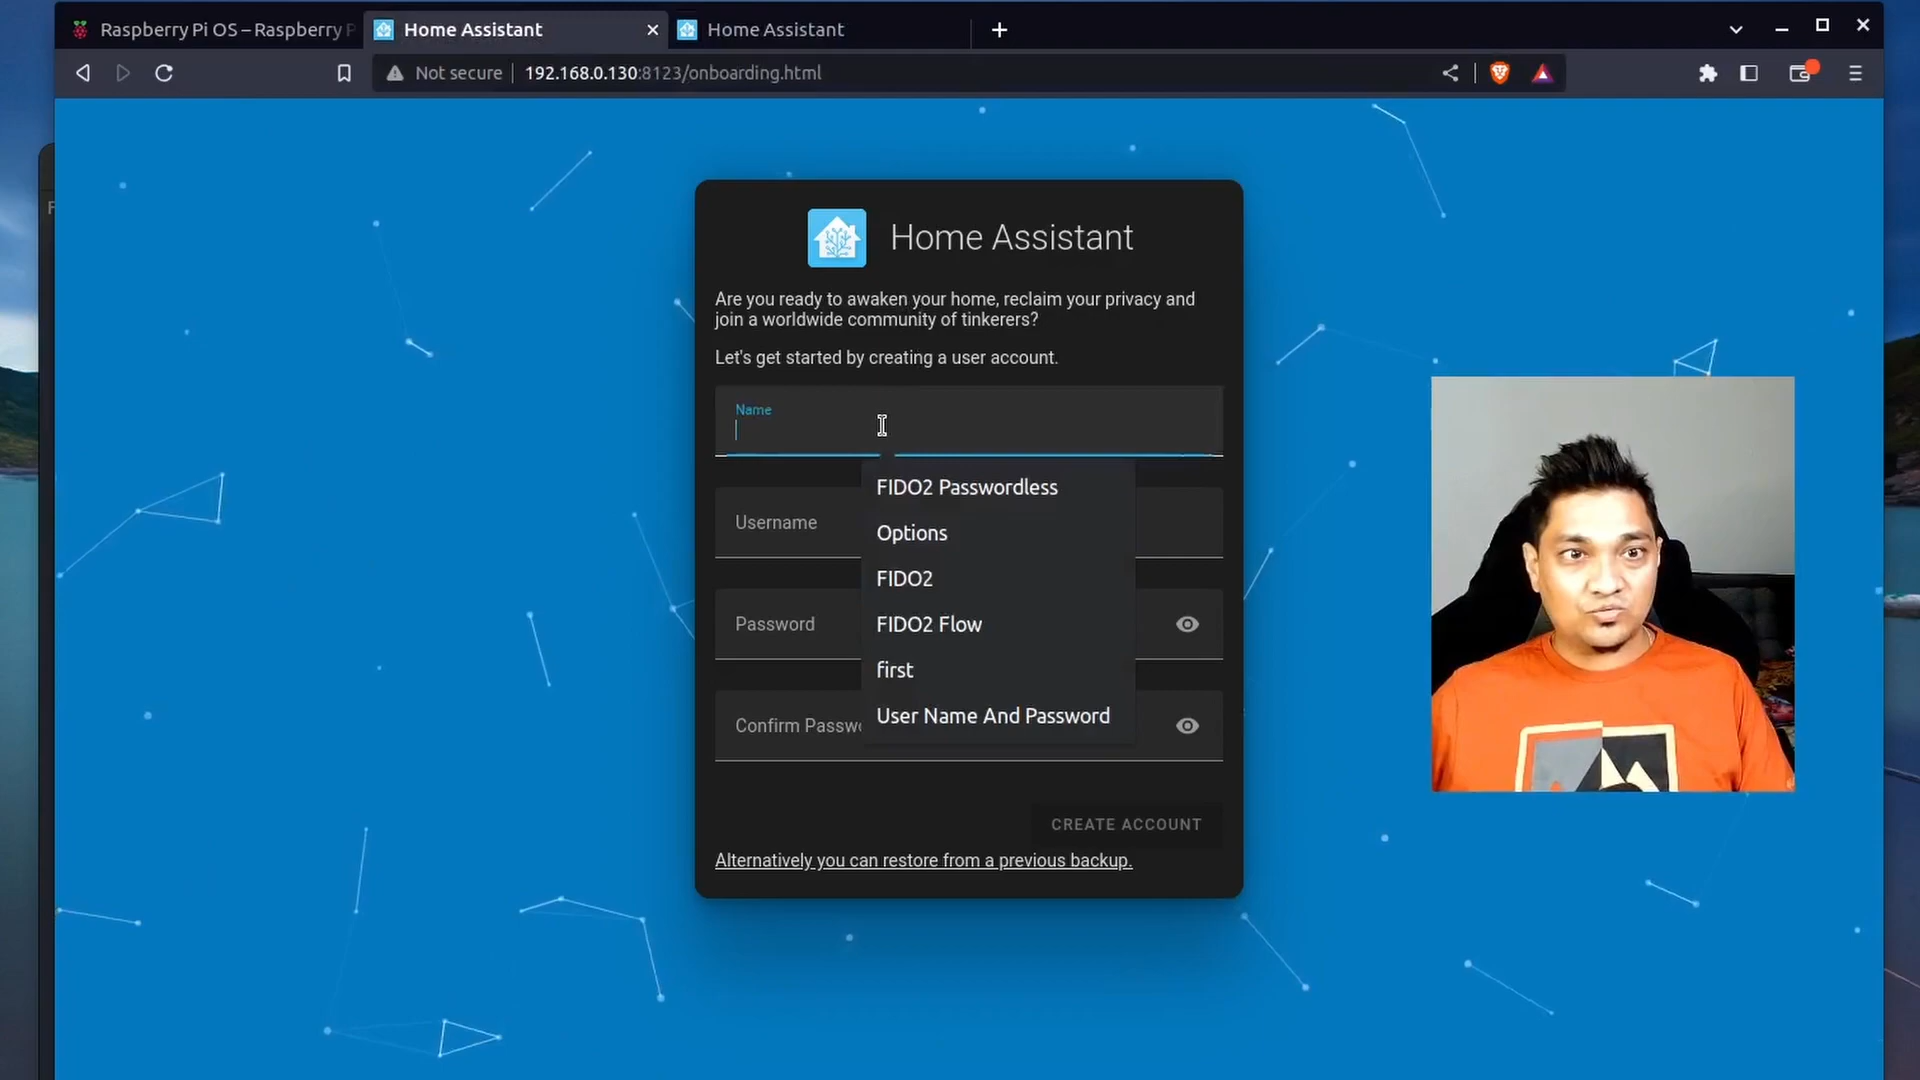 Raspberry Pi OS – Raspberry P
Home Assistant
Home Assistant
Not secure
192.168.0.130:8123/onboarding.html
F
Home Assistant
Are you ready to awaken your home, reclaim your privacy and
join a worldwide community of tinkerers?
Let's get started by creating a user account.
Name
FIDO2 Passwordless
Username
Options
FIDO2
Password
FIDO2 Flow
first
Confirm Passwo
User Name And Password
CREATE ACCOUNT
Alternatively you can restore from a previous backup.